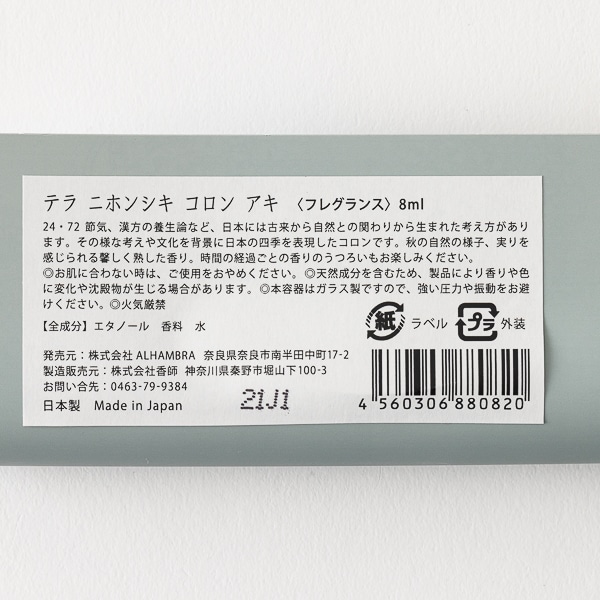 テラ ニホンシキ コロン アキ 〈フレグランス〉8ml
24・72 節気、漢方の養生論など、日本には古来から自然との関わりから生まれた考え方があり
ます。その様な考えや文化を背景に日本の四季を表現したコロンです。秋の自然の様子、実りを
感じられる馨しく熟した香り。時間の経過ごとの香りのうつろいもお楽しみください。
◎お肌に合わない時は、ご使用をおやめください。◎天然成分を含むため、製品により香りや色
に変化や沈殿物が生じる場合があります。◎本容器はガラス製ですので、強い圧力や振動をお避
けください。◎火気厳禁
【全成分】エタノール 香料 水
紙 ラベル プラ 外装
発売元：株式会社 ALHAMBRA 奈良県奈良市南半田中町17-2
製造販売元：株式会社香師 神奈川県秦野市堀山下100-3
お問い合先：0463-79-9384
日本製 Made in Japan
21J1
4 560306 880820